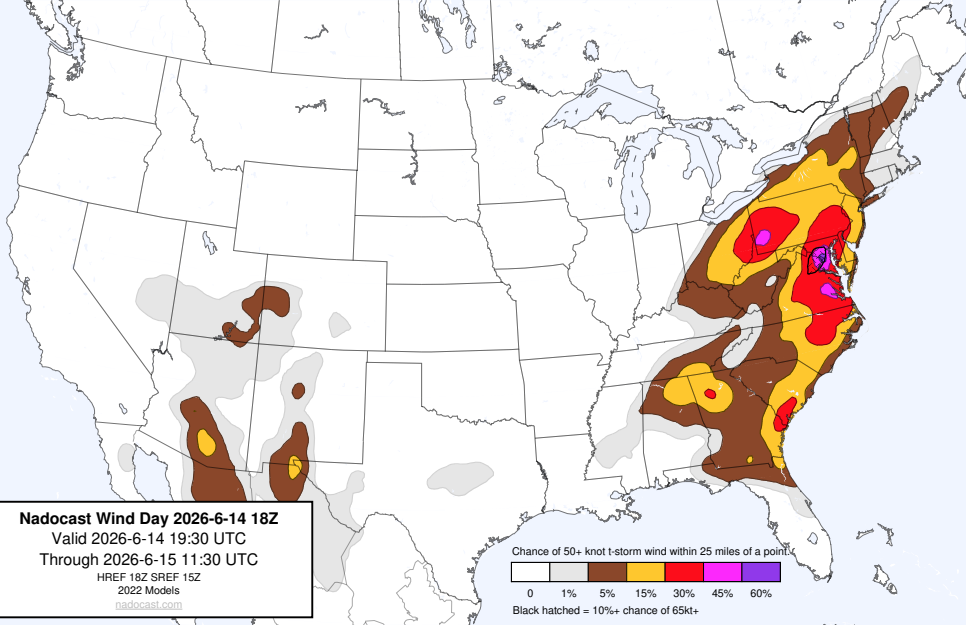 Nadocast Wind Day 2026-6-14 18Z
Valid 2026-6-14 19:30 UTC
Through 2026-6-15 11:30 UTC
HREF 18Z SREF 15Z
2022 Models
nadocast.com
Chance of 50+ knot t-storm wind within 25 miles of a point.
0 1% 5% 15% 30% 45% 60%
Black hatched = 10%+ chance of 65kt+